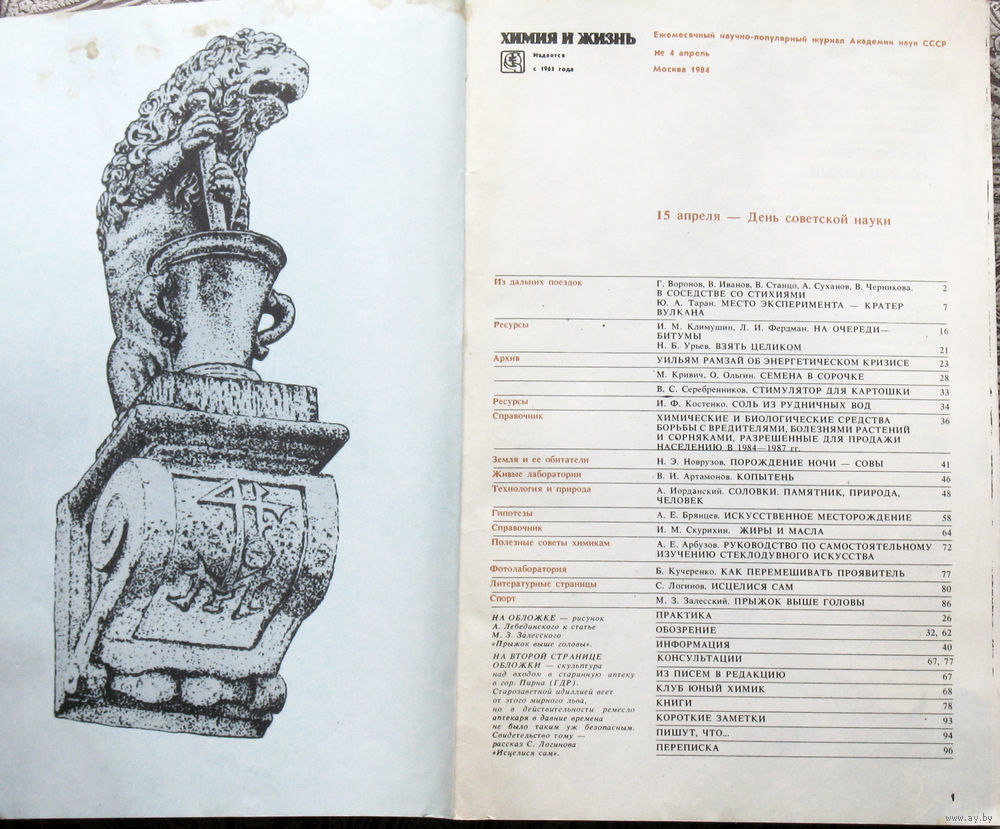 ХИМИЯ И ЖИЗНЬ
Издается
с 1965 года
Ежемесячный научно-популярный журнал Академии наук СССР
№ 4 апрель
Москва 1984
15 апреля — День советской науки
Из дальних поездок Г. Воронов, В. Иванов, В. Станцо, А. Суханов, В. Черникова. 2
В СОСЕДСТВЕ СО СТИХИЯМИ
Ю. А. Таран. МЕСТО ЭКСПЕРИМЕНТА — КРАТЕР 7
ВУЛКАНА
Ресурсы И. М. Климушин, Л. И. Фердман. НА ОЧЕРЕДИ— 16
БИТУМЫ
Н. Б. Урьев. ВЗЯТЬ ЦЕЛИКОМ 21
Архив УИЛЬЯМ РАМЗАЙ ОБ ЭНЕРГЕТИЧЕСКОМ КРИЗИСЕ 23
М. Кривич, О. Ольгин. СЕМЕНА В СОРОЧКЕ 28
В. С. Серебренников. СТИМУЛЯТОР ДЛЯ КАРТОШКИ 33
Ресурсы И. Ф. Костенко. СОЛЬ ИЗ РУДНИЧНЫХ ВОД 34
Справочник ХИМИЧЕСКИЕ И БИОЛОГИЧЕСКИЕ СРЕДСТВА 36
БОРЬБЫ С ВРЕДИТЕЛЯМИ, БОЛЕЗНЯМИ РАСТЕНИЙ
И СОРНЯКАМИ, РАЗРЕШЕННЫЕ ДЛЯ ПРОДАЖИ
НАСЕЛЕНИЮ В 1984—1987 гг.
Земля и ее обитатели Н. Э. Новрузов. ПОРОЖДЕНИЕ НОЧИ — СОВЫ 41
Живые лаборатории В. И. Артамонов. КОПЫТЕНЬ 46
Технология и природа А. Иорданский. СОЛОВКИ. ПАМЯТНИК, ПРИРОДА, 48
ЧЕЛОВЕК
Гипотезы А. Е. Брянцев. ИСКУССТВЕННОЕ МЕСТОРОЖДЕНИЕ 58
Справочник И. М. Скурихин. ЖИРЫ И МАСЛА 64
Полезные советы химикам А. Е. Арбузов. РУКОВОДСТВО ПО САМОСТОЯТЕЛЬНОМУ 72
ИЗУЧЕНИЮ СТЕКЛОДУВНОГО ИСКУССТВА
Фотолаборатория Б. Кучеренко. КАК ПЕРЕМЕШИВАТЬ ПРОЯВИТЕЛЬ 77
Литературные страницы С. Логинов. ИСЦЕЛИСЯ САМ 80
Спорт М. З. Залесский. ПРЫЖОК ВЫШЕ ГОЛОВЫ 86
ПРАКТИКА 26
ОБОЗРЕНИЕ 32, 62
ИНФОРМАЦИЯ 40
КОНСУЛЬТАЦИИ 67, 77
ИЗ ПИСЕМ В РЕДАКЦИЮ 67
КЛУБ ЮНЫЙ ХИМИК 68
КНИГИ 78
КОРОТКИЕ ЗАМЕТКИ 93
ПИШУТ, ЧТО... 94
ПЕРЕПИСКА 96
НА ОБЛОЖКЕ — рисунок
А. Лебединского к статье
М. З. Залесского
«Прыжок выше головы».
НА ВТОРОЙ СТРАНИЦЕ
ОБЛОЖКИ — скульптура
над входом в старинную аптеку
в гор. Пирна (ГДР).
Старозаветной идиллией веет
от этого мирного льва,
но в действительности ремесло
аптекаря в давние времена
не было таким уж безопасным.
Свидетельство тому —
рассказ С. Логинова
«Исцелися сам».
1
www.ay.by